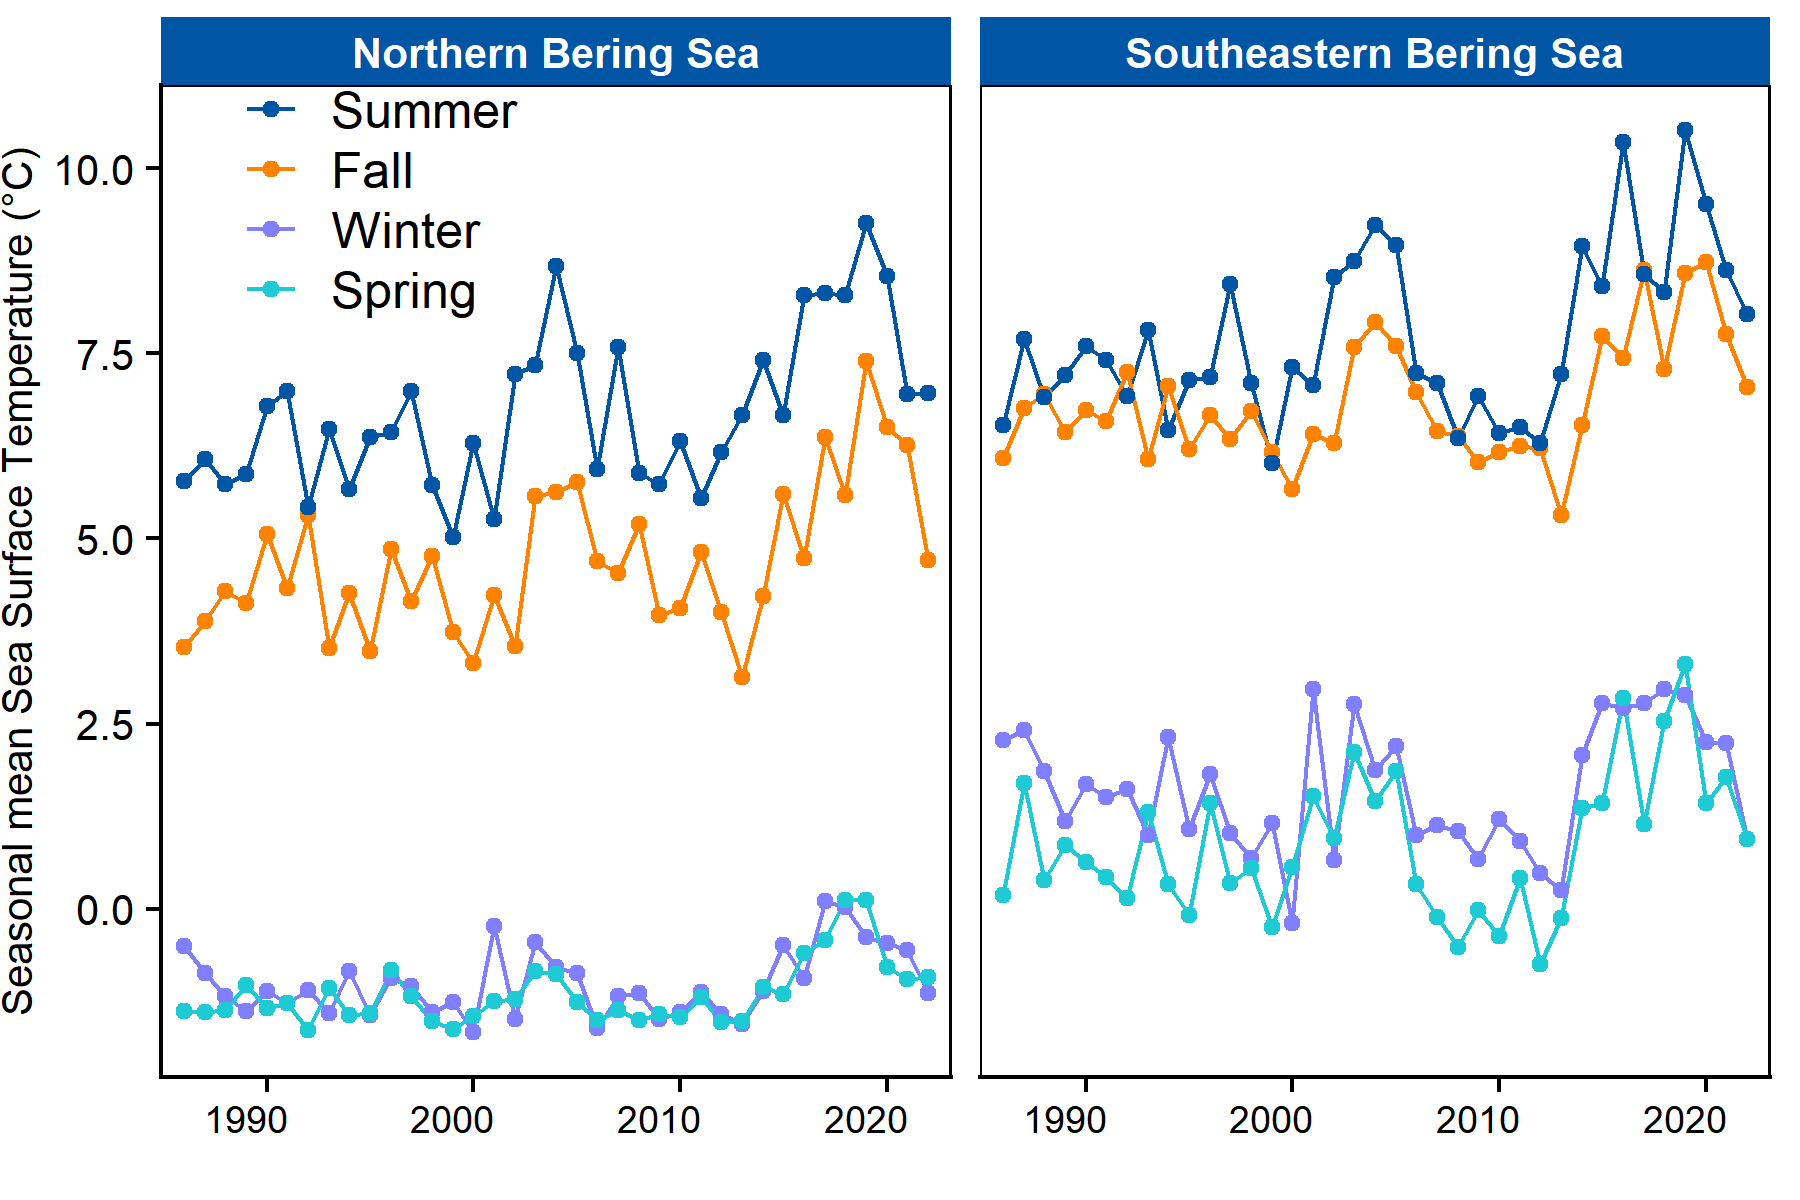 Northern Bering Sea
Southeastern Bering Sea
Summer
Fall
Winter
Spring
Seasonal mean Sea Surface Temperature (°C)
10.0
7.5
5.0
2.5
0.0
1990 2000 2010 2020
1990 2000 2010 2020